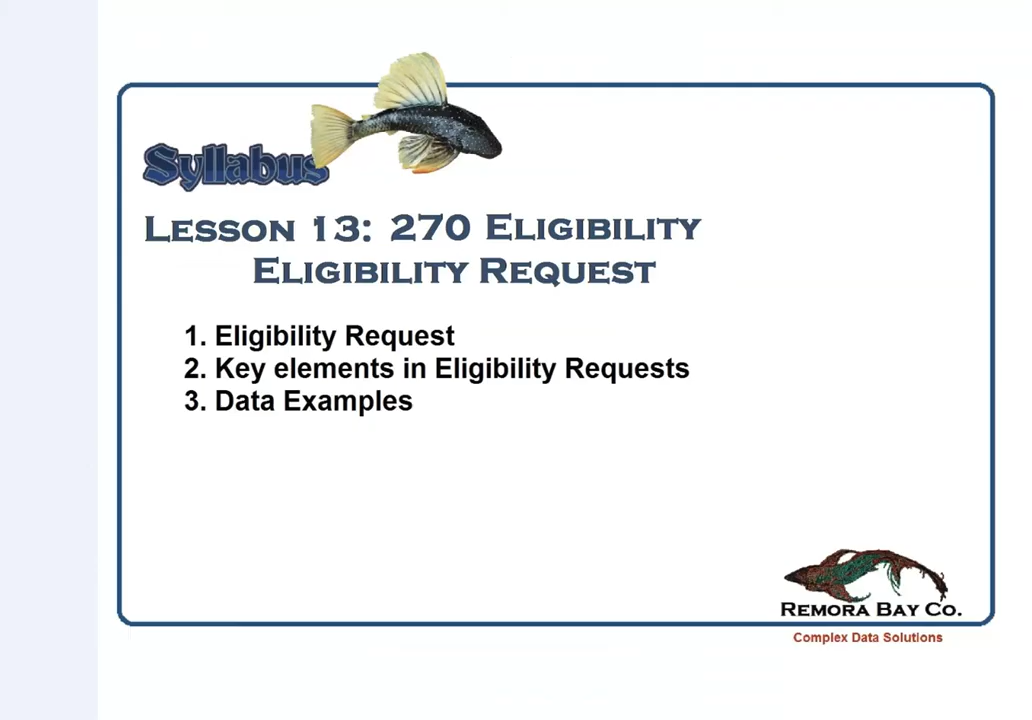 Syllabus
Lesson 13: 270 Eligibility
Eligibility Request
1. Eligibility Request
2. Key elements in Eligibility Requests
3. Data Examples
Remora Bay Co.
Complex Data Solutions